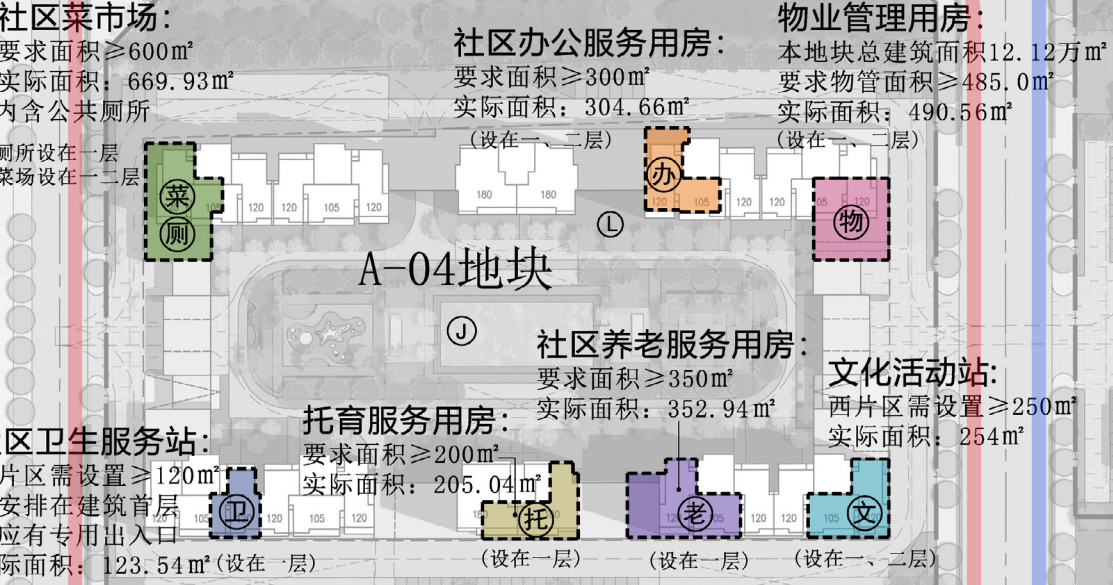 社区菜市场:
要求面积≥600㎡
实际面积: 669.93㎡
内含公共厕所
厕所设在一层
菜场设在一二层
社区办公服务用房:
要求面积≥300㎡
实际面积: 304.66㎡
(设在一、二层)
物业管理用房:
本地块总建筑面积12.12万㎡
要求物管面积≥485.0㎡
实际面积: 490.56㎡
(设在一、二层)
菜
厕
105
120
120
105
120
180
180
办
120
105
120
120
105
120
物
L
A-04地块
J
社区养老服务用房:
要求面积≥350㎡
实际面积: 352.94㎡
文化活动站:
西片区需设置≥250㎡
实际面积: 254㎡
托育服务用房:
要求面积≥200㎡
实际面积: 205.04㎡
区卫生服务站:
片区需设置≥120㎡
安排在建筑首层
应有专用出入口
际面积: 123.54㎡(设在一层)
120
105
卫
120
105
120
180
托
(设在一层)
120
老
105
120
120
(设在一层)
文
(设在一、二层)